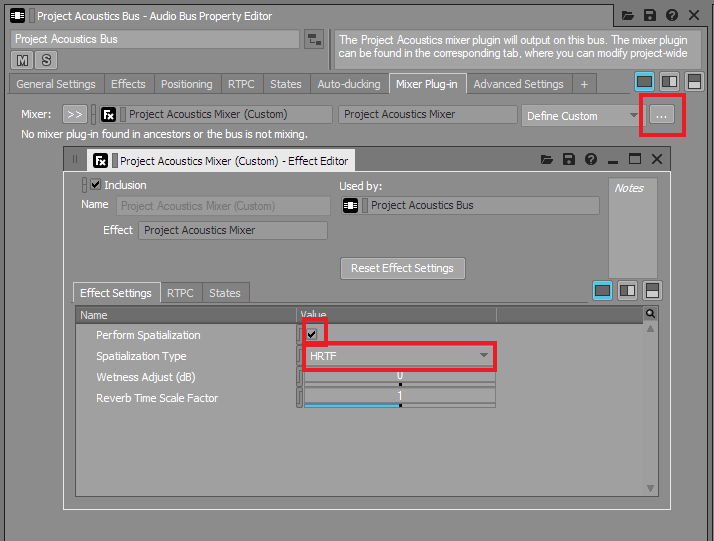 Project Acoustics Bus - Audio Bus Property Editor
Project Acoustics Bus
The Project Acoustics mixer plugin will output on this bus. The mixer plugin
can be found in the corresponding tab, where you can modify project-wide
M S
General Settings Effects Positioning RTPC States Auto-ducking Mixer Plug-in Advanced Settings +
Mixer: >> Fx Project Acoustics Mixer (Custom) Project Acoustics Mixer Define Custom ...
No mixer plug-in found in ancestors or the bus is not mixing.
Fx Project Acoustics Mixer (Custom) - Effect Editor
Inclusion Used by: Notes
Name Project Acoustics Mixer (Custom) Project Acoustics Bus
Effect Project Acoustics Mixer
Reset Effect Settings
Effect Settings RTPC States
Name Value
Perform Spatialization
Spatialization Type HRTF
Wetness Adjust (dB) 0
Reverb Time Scale Factor 1